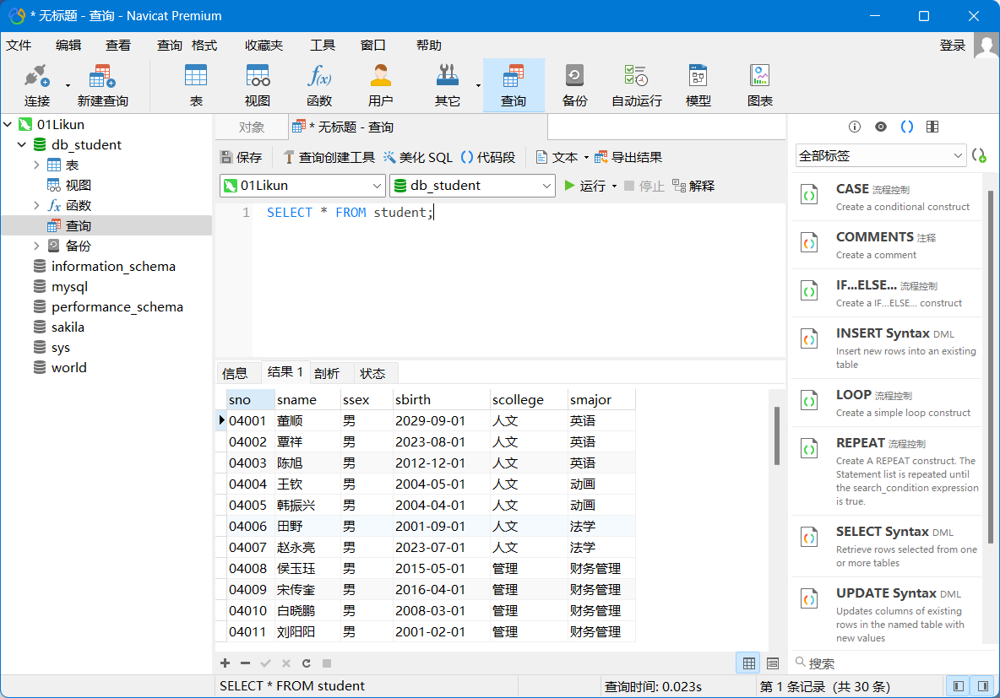 * 无标题 - 查询 - Navicat Premium
文件 编辑 查看 查询 格式 收藏夹 工具 窗口 帮助 登录
连接 新建查询 表 视图 函数 用户 其它 查询 备份 自动运行 模型 图表
01Likun
db_student
表
视图
函数
查询
备份
information_schema
mysql
performance_schema
sakila
sys
world
对象 * 无标题 - 查询
保存 查询创建工具 美化 SQL 代码段 文本 导出结果
01Likun db_student 运行 停止 解释
1 SELECT * FROM student;
信息 结果 1 剖析 状态
sno sname ssex sbirth scollege smajor
04001 董顺 男 2029-09-01 人文 英语
04002 覃祥 男 2023-08-01 人文 英语
04003 陈旭 男 2012-12-01 人文 英语
04004 王钦 男 2004-05-01 人文 动画
04005 韩振兴 男 2004-04-01 人文 动画
04006 田野 男 2001-09-01 人文 法学
04007 赵永亮 男 2023-07-01 人文 法学
04008 侯玉珏 男 2015-05-01 管理 财务管理
04009 宋传奎 男 2016-04-01 管理 财务管理
04010 白晓鹏 男 2008-03-01 管理 财务管理
04011 刘阳阳 男 2001-02-01 管理 财务管理
全部标签
CASE 流程控制
Create a conditional construct
COMMENTS 注释
Create a comment
IF...ELSE... 流程控制
Create a IF...ELSE... construct
INSERT Syntax DML
Insert new rows into an existing
table
LOOP 流程控制
Create a simple loop construct
REPEAT 流程控制
Create A REPEAT construct. The
Statement list is repeated until
the search_condition expression
is true.
SELECT Syntax DML
Retrieve rows selected from one
or more tables
UPDATE Syntax DML
Updates columns of existing
rows in the named table with
new values
搜索
SELECT * FROM student 查询时间: 0.023s 第 1 条记录 (共 30 条)